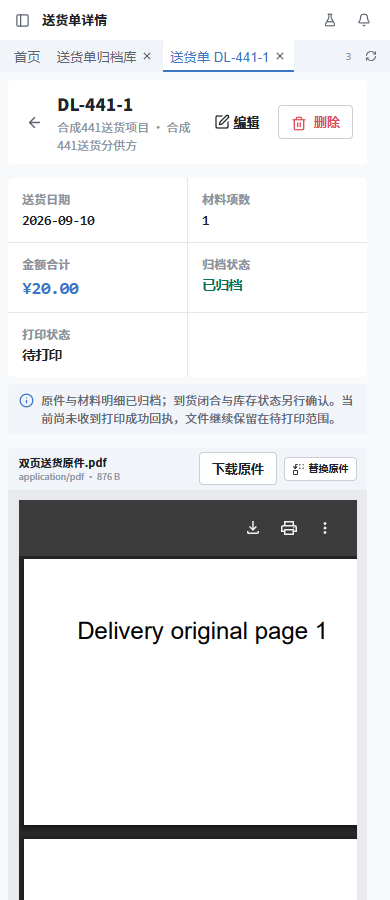 送货单详情
首页
送货单归档库
送货单 DL-441-1
3
DL-441-1
合成441送货项目 · 合成
441送货分供方
编辑
删除
送货日期
2026-09-10
材料项数
1
金额合计
¥20.00
归档状态
已归档
打印状态
待打印
原件与材料明细已归档；到货闭合与库存状态另行确认。当
前尚未收到打印成功回执，文件继续保留在待打印范围。
双页送货原件.pdf
application/pdf · 876 B
下载原件
替换原件
Delivery original page 1